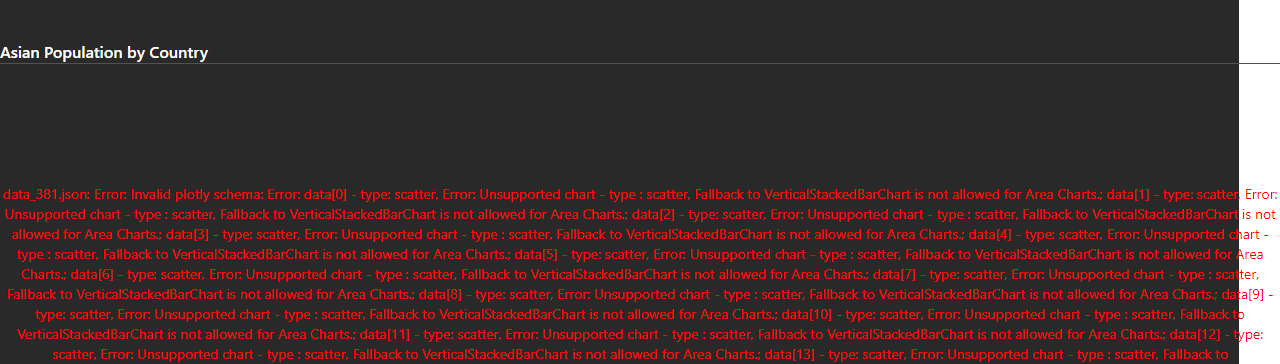 Asian Population by Country
data_381.json: Error: Invalid plotly schema: Error: data[0] - type: scatter, Error: Unsupported chart - type : scatter, Fallback to VerticalStackedBarChart is not allowed for Area Charts.; data[1] - type: scatter, Error:
Unsupported chart - type : scatter, Fallback to VerticalStackedBarChart is not allowed for Area Charts.; data[2] - type: scatter, Error: Unsupported chart - type : scatter, Fallback to VerticalStackedBarChart is not
allowed for Area Charts.; data[3] - type: scatter, Error: Unsupported chart - type : scatter, Fallback to VerticalStackedBarChart is not allowed for Area Charts.; data[4] - type: scatter, Error: Unsupported chart -
type : scatter, Fallback to VerticalStackedBarChart is not allowed for Area Charts.; data[5] - type: scatter, Error: Unsupported chart - type : scatter, Fallback to VerticalStackedBarChart is not allowed for Area
Charts.; data[6] - type: scatter, Error: Unsupported chart - type : scatter, Fallback to VerticalStackedBarChart is not allowed for Area Charts.; data[7] - type: scatter, Error: Unsupported chart - type : scatter,
Fallback to VerticalStackedBarChart is not allowed for Area Charts.; data[8] - type: scatter, Error: Unsupported chart - type : scatter, Fallback to VerticalStackedBarChart is not allowed for Area Charts.; data[9] -
type: scatter, Error: Unsupported chart - type : scatter, Fallback to VerticalStackedBarChart is not allowed for Area Charts.; data[10] - type: scatter, Error: Unsupported chart - type : scatter, Fallback to
VerticalStackedBarChart is not allowed for Area Charts.; data[11] - type: scatter, Error: Unsupported chart - type : scatter, Fallback to VerticalStackedBarChart is not allowed for Area Charts.; data[12] - type:
scatter, Error: Unsupported chart - type : scatter, Fallback to VerticalStackedBarChart is not allowed for Area Charts.; data[13] - type: scatter, Error: Unsupported chart - type : scatter, Fallback to